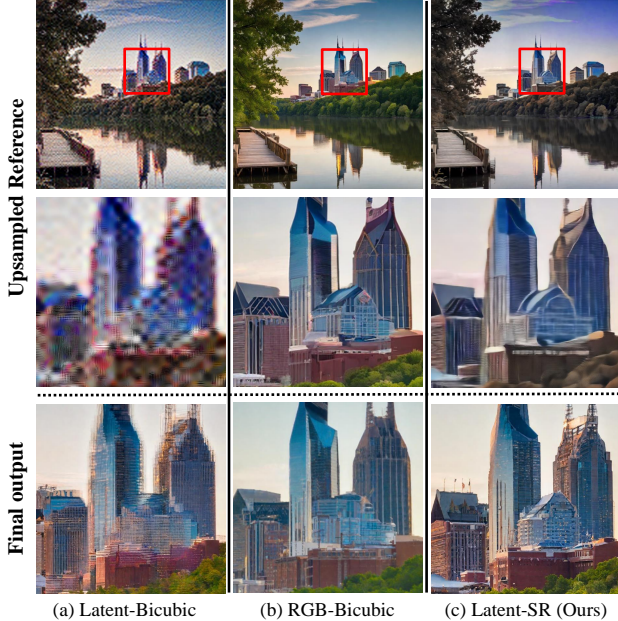 Upsampled Reference
Final output
(a) Latent-Bicubic
(b) RGB-Bicubic
(c) Latent-SR (Ours)